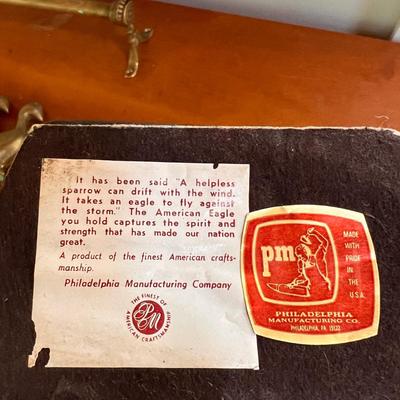 It has been said "A helpless
sparrow can drift with the wind.
It takes an eagle to fly against
the storm." The American Eagle
you hold captures the spirit and
strength that has made our nation
great.
A product of the finest American crafts-
manship.
Philadelphia Manufacturing Company
THE FINEST OF
PM
AMERICAN CRAFTSMANSHIP
pm
MADE
WITH
PRIDE
IN
THE
U.S.A.
PHILADELPHIA
MANUFACTURING CO.
PHILADELPHIA, PA. 19122